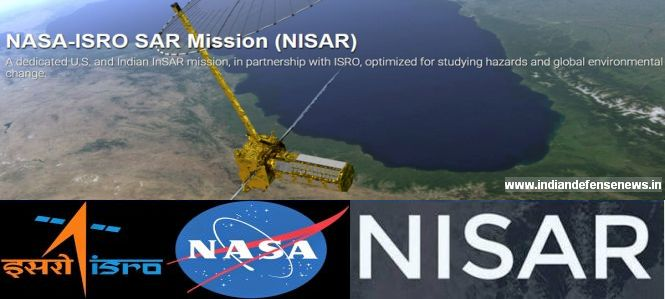 NASA-ISRO SAR Mission (NISAR)
A dedicated U.S. and Indian InSAR mission, in partnership with ISRO, optimized for studying hazards and global environmental
change.
www.indiandefensenews.in
इसरो isro
NASA
NISAR